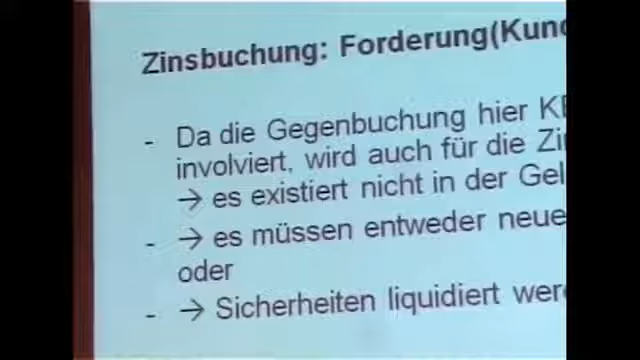 Zinsbuchung: Forderung(Kund
- Da die Gegenbuchung hier KE
involviert, wird auch für die Zi
→ es existiert nicht in der Gel
- → es müssen entweder neue
oder
- → Sicherheiten liquidiert wer